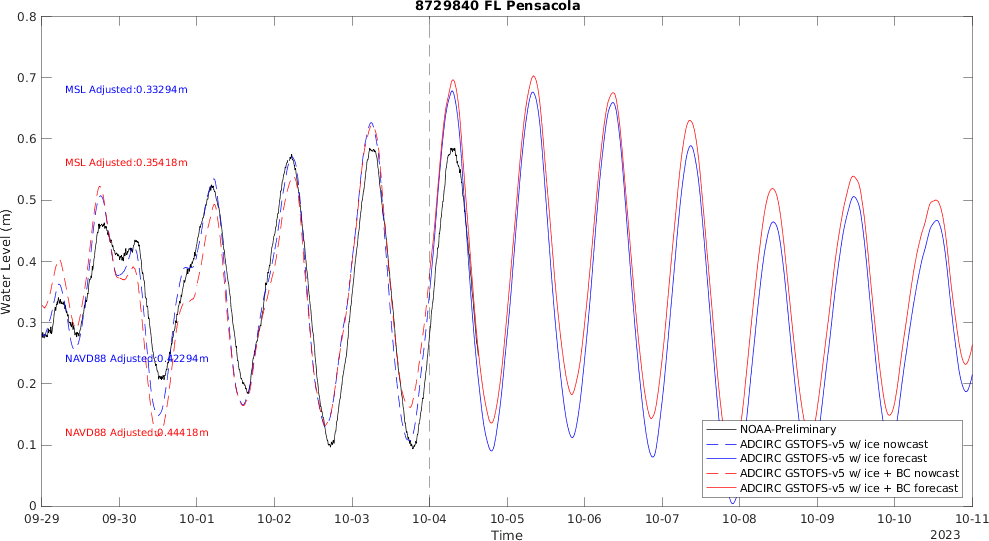 8729840 FL Pensacola
0.8
0.7
0.6
0.5
0.4
0.3
0.2
0.1
0
Water Level (m)
MSL Adjusted:0.33294m
MSL Adjusted:0.35418m
NAVD88 Adjusted:0.42294m
NAVD88 Adjusted:0.44418m
NOAA-Preliminary
ADCIRC GSTOFS-v5 w/ ice nowcast
ADCIRC GSTOFS-v5 w/ ice forecast
ADCIRC GSTOFS-v5 w/ ice + BC nowcast
ADCIRC GSTOFS-v5 w/ ice + BC forecast
09-29 09-30 10-01 10-02 10-03 10-04 10-05 10-06 10-07 10-08 10-09 10-10 10-11
Time
2023